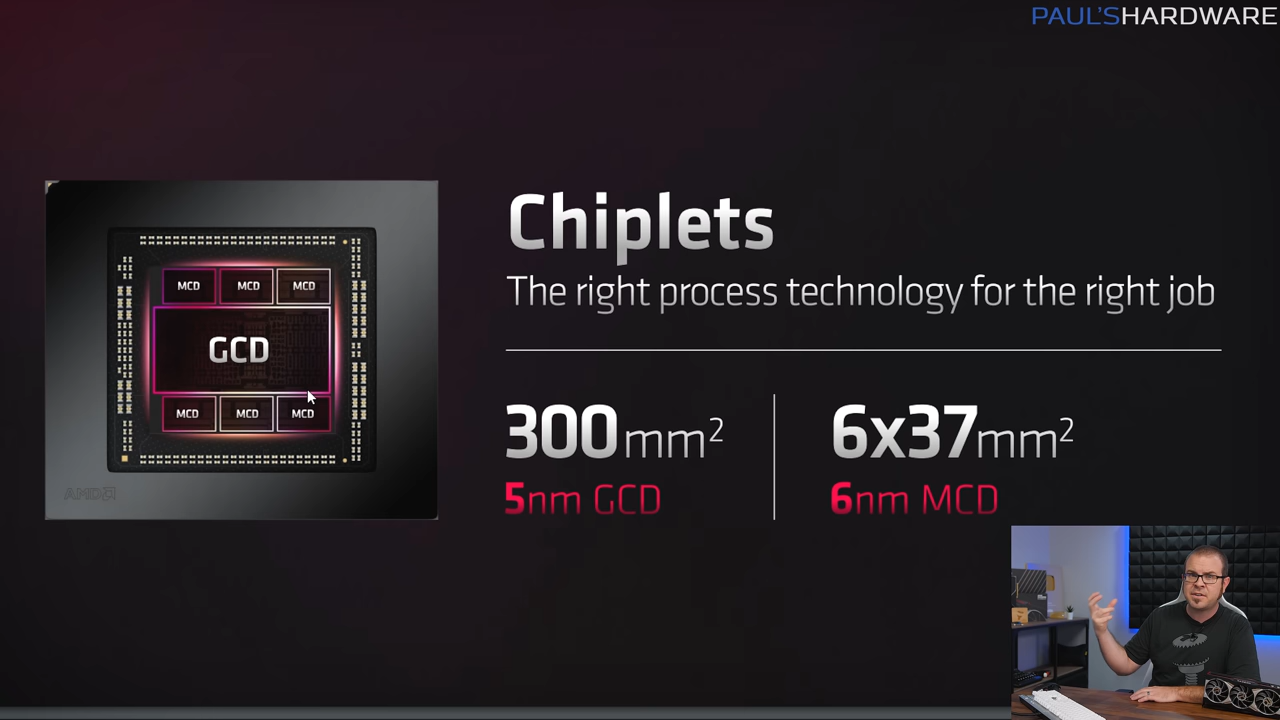 PAUL'SHARDWARE
MCD MCD MCD
GCD
MCD MCD MCD
AMD
Chiplets
The right process technology for the right job
300mm²
5nm GCD
6x37mm²
6nm MCD